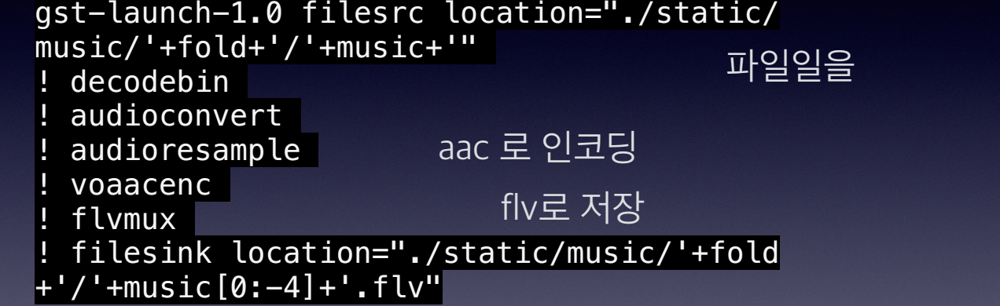 gst-launch-1.0 filesrc location="./static/
music/'+fold+'/'+music+'"
파일일을
! decodebin
! audioconvert
! audioresample
aac 로 인코딩
! voaacenc
! flvmux
flv로 저장
! filesink location="./static/music/'+fold
+'/'+music[0:-4]+'.flv"